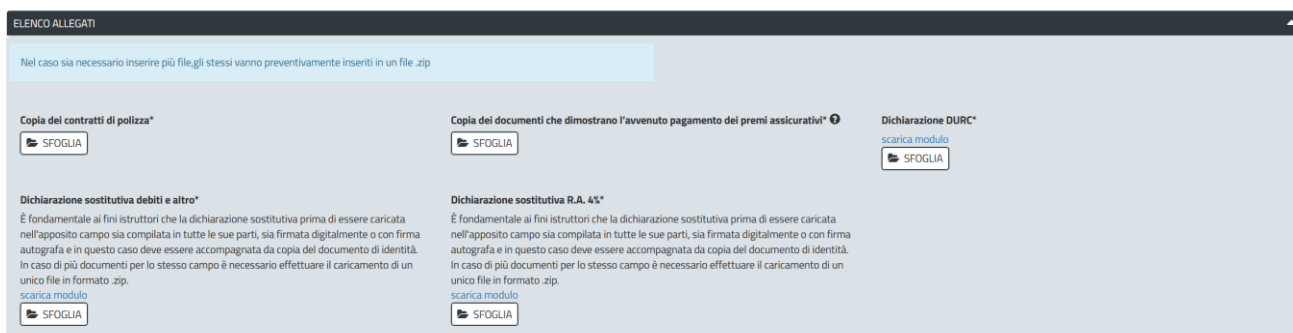 ELENCO ALLEGATI
Nel caso sia necessario inserire più file,gli stessi vanno preventivamente inseriti in un file .zip
Copia dei contratti di polizza*
SFOGLIA
Copia dei documenti che dimostrano l'avvenuto pagamento dei premi assicurativi*
SFOGLIA
Dichiarazione DURC*
scarica modulo
SFOGLIA
Dichiarazione sostitutiva debiti e altro*
È fondamentale ai fini istruttori che la dichiarazione sostitutiva prima di essere caricata
nell'apposito campo sia compilata in tutte le sue parti, sia firmata digitalmente o con firma
autografa e in questo caso deve essere accompagnata da copia del documento di identità.
In caso di più documenti per lo stesso campo è necessario effettuare il caricamento di un
unico file in formato .zip.
scarica modulo
SFOGLIA
Dichiarazione sostitutiva R.A. 4%*
È fondamentale ai fini istruttori che la dichiarazione sostitutiva prima di essere caricata
nell'apposito campo sia compilata in tutte le sue parti, sia firmata digitalmente o con firma
autografa e in questo caso deve essere accompagnata da copia del documento di identità.
In caso di più documenti per lo stesso campo è necessario effettuare il caricamento di un
unico file in formato .zip.
scarica modulo
SFOGLIA